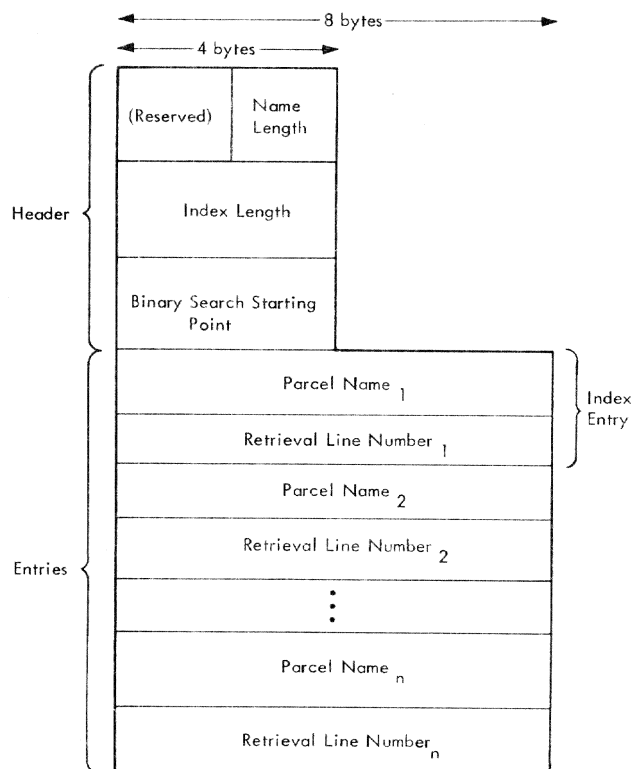 8 bytes
4 bytes
(Reserved)
Name
Length
Header
Index Length
Binary Search Starting
Point
Parcel Name 1
Index
Entry
Retrieval Line Number 1
Parcel Name 2
Retrieval Line Number 2
Entries
Parcel Name n
Retrieval Line Number n